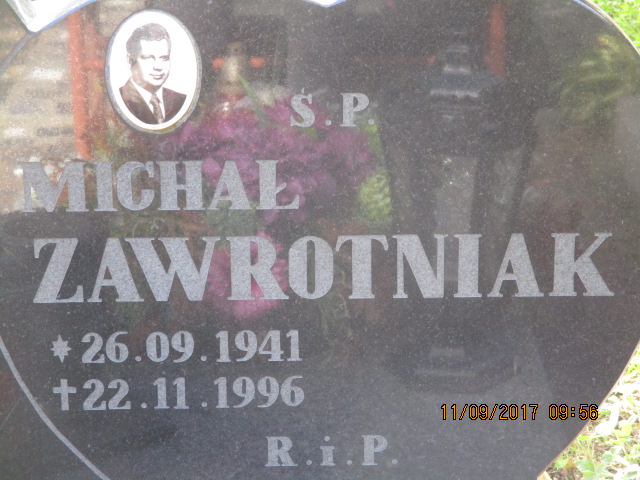 Ś.P.
MICHAŁ
ZAWROTNIAK
* 26.09.1941
✝ 22.11.1996
R.i.P.
11/09/2017 09:56